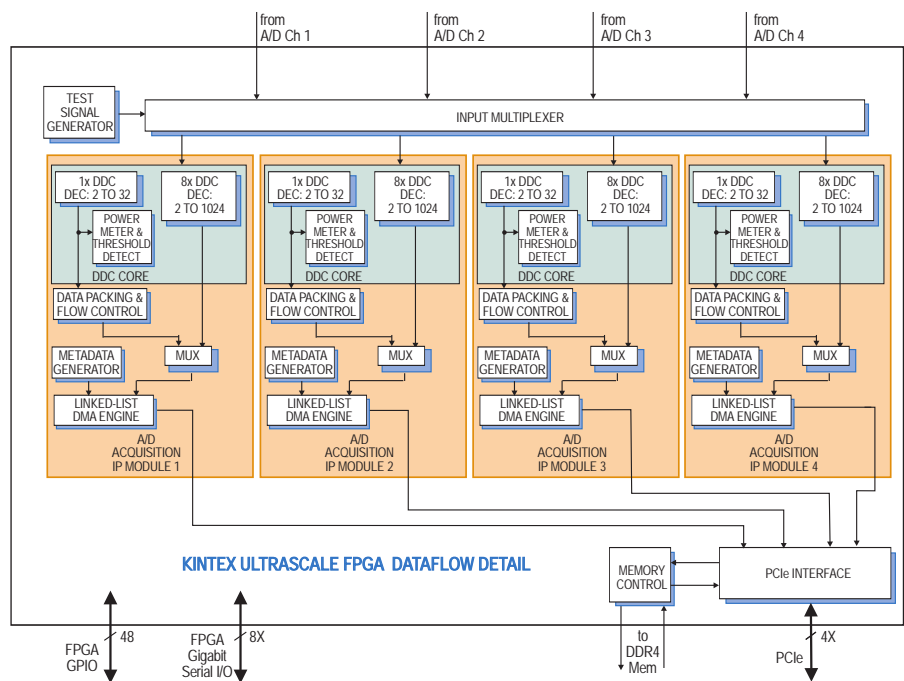 from
A/D Ch 1
from
A/D Ch 2
from
A/D Ch 3
from
A/D Ch 4
TEST
SIGNAL
GENERATOR
INPUT MULTIPLEXER
1x DDC
DEC: 2 TO 32
8x DDC
DEC:
2 TO 1024
POWER
METER &
THRESHOLD
DETECT
DDC CORE
DATA PACKING &
FLOW CONTROL
METADATA
GENERATOR
MUX
LINKED-LIST
DMA ENGINE
A/D
ACQUISITION
IP MODULE 1
1x DDC
DEC: 2 TO 32
8x DDC
DEC:
2 TO 1024
POWER
METER &
THRESHOLD
DETECT
DDC CORE
DATA PACKING &
FLOW CONTROL
METADATA
GENERATOR
MUX
LINKED-LIST
DMA ENGINE
A/D
ACQUISITION
IP MODULE 2
1x DDC
DEC: 2 TO 32
8x DDC
DEC:
2 TO 1024
POWER
METER &
THRESHOLD
DETECT
DDC CORE
DATA PACKING &
FLOW CONTROL
METADATA
GENERATOR
MUX
LINKED-LIST
DMA ENGINE
A/D
ACQUISITION
IP MODULE 3
1x DDC
DEC: 2 TO 32
8x DDC
DEC:
2 TO 1024
POWER
METER &
THRESHOLD
DETECT
DDC CORE
DATA PACKING &
FLOW CONTROL
METADATA
GENERATOR
MUX
LINKED-LIST
DMA ENGINE
A/D
ACQUISITION
IP MODULE 4
KINTEX ULTRASCALE FPGA DATAFLOW DETAIL
MEMORY
CONTROL
PCIe INTERFACE
48
FPGA
GPIO
8X
FPGA
Gigabit
Serial I/O
to
DDR4
Mem
4X
PCIe